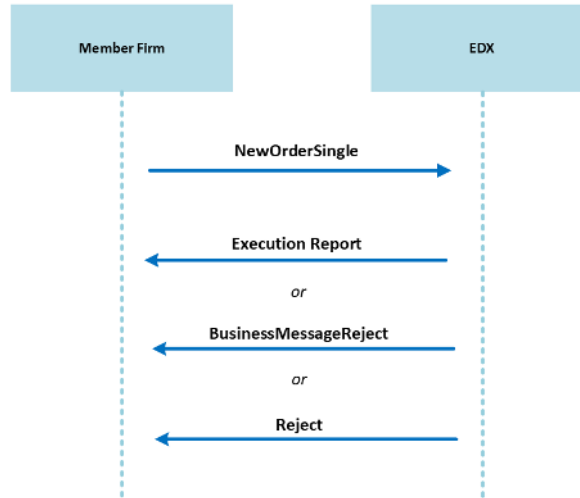 Member Firm
EDX
NewOrderSingle
Execution Report
or
BusinessMessageReject
or
Reject